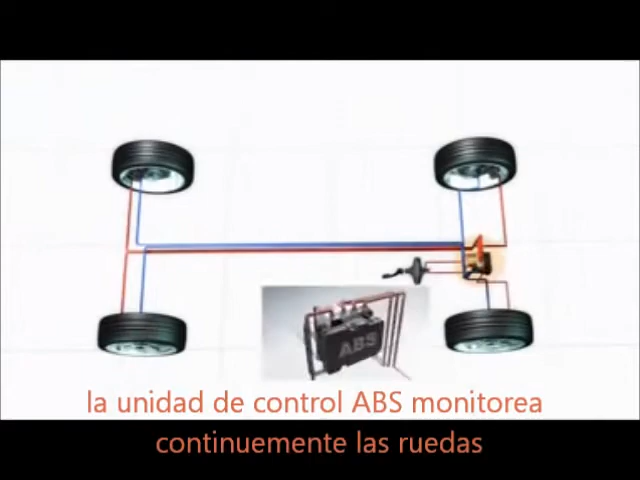 ABS
la unidad de control ABS monitorea
continuemente las ruedas